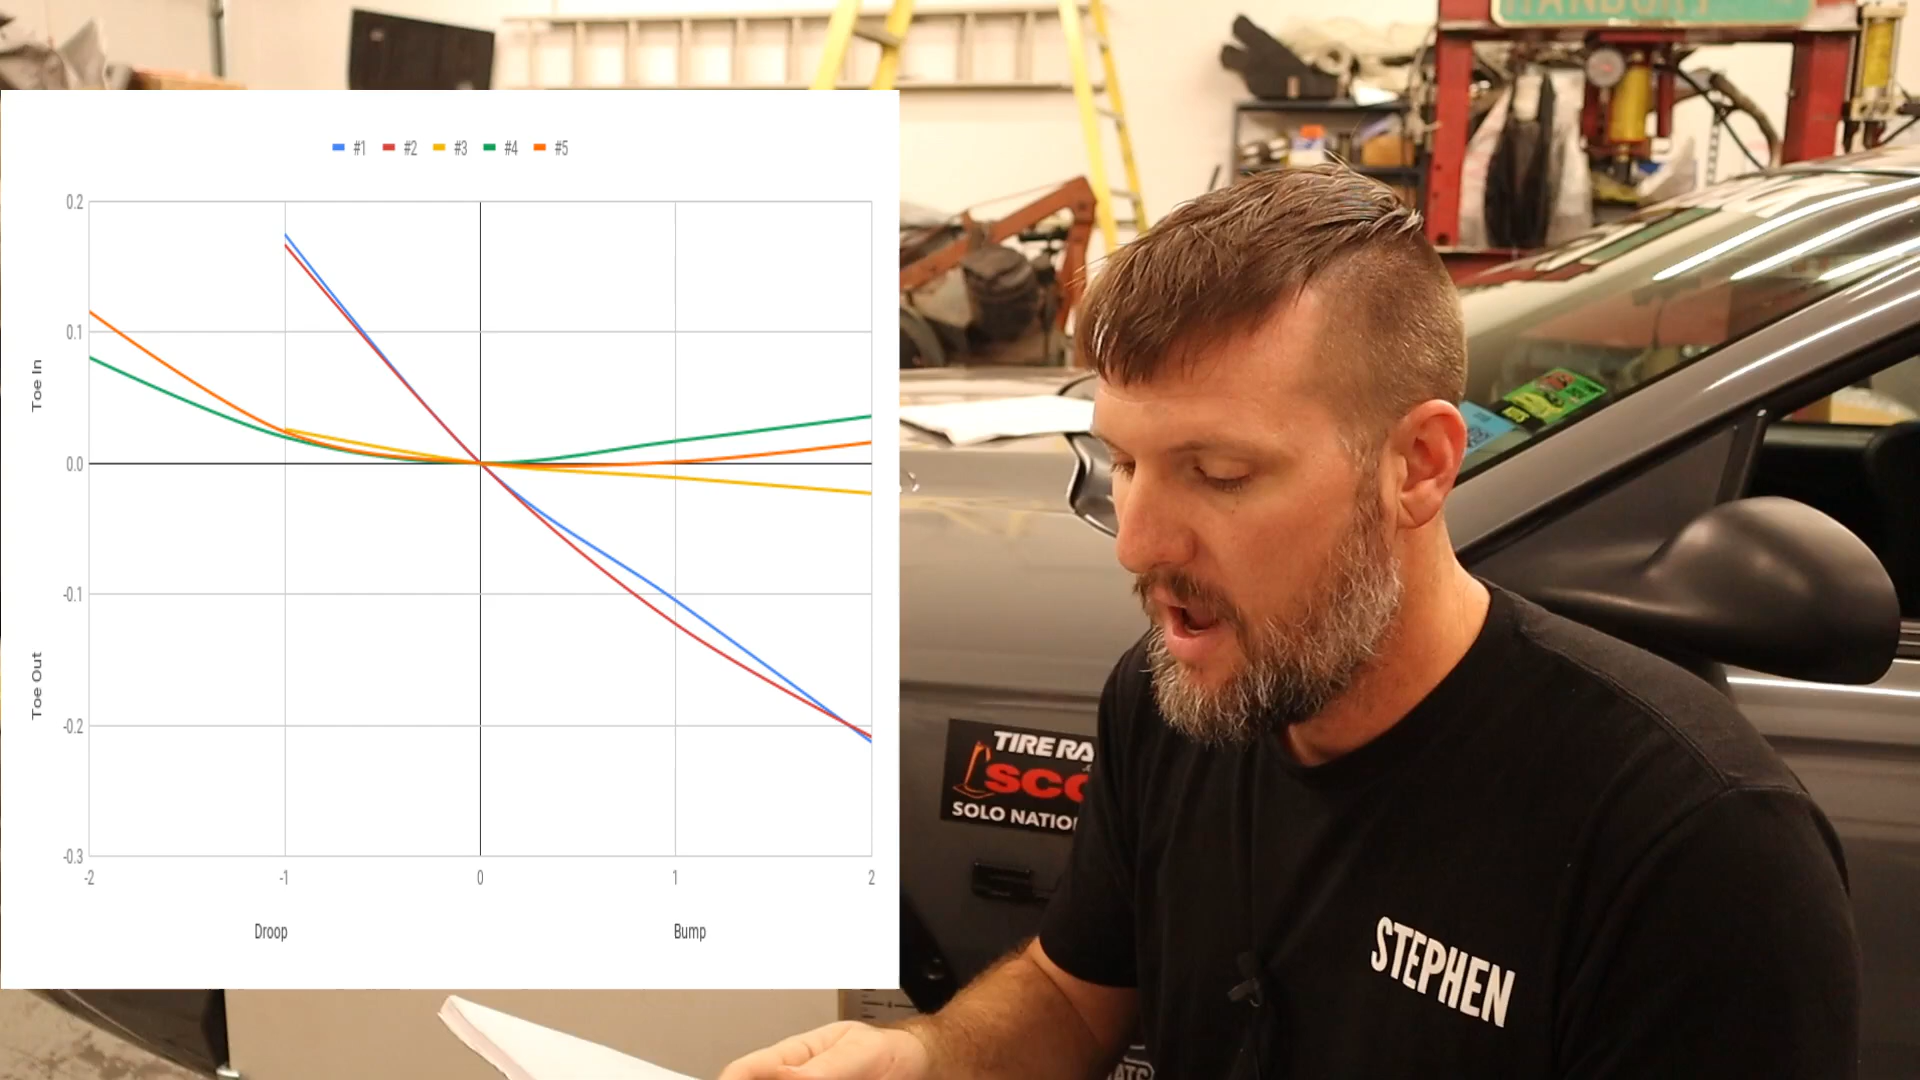 #1 #2 #3 #4 #5
0.2
0.1
0.0
-0.1
-0.2
-0.3
Toe In
Toe Out
-2 -1 0 1 2
Droop Bump
TIRE RA
SCC
SOLO NATIO
STEPHEN